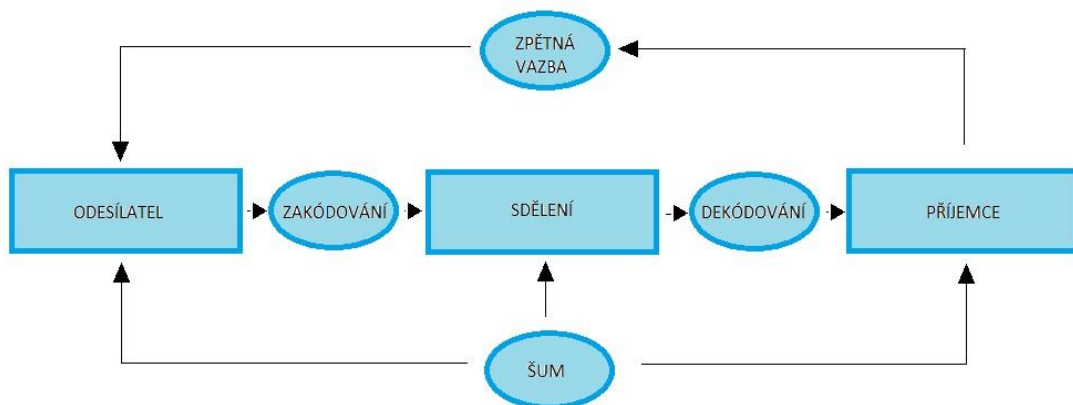 ZPĚTNÁ
VAZBA
ODESÍLATEL
ZAKÓDOVÁNÍ
SDĚLENÍ
DEKÓDOVÁNÍ
PŘÍJEMCE
ŠUM